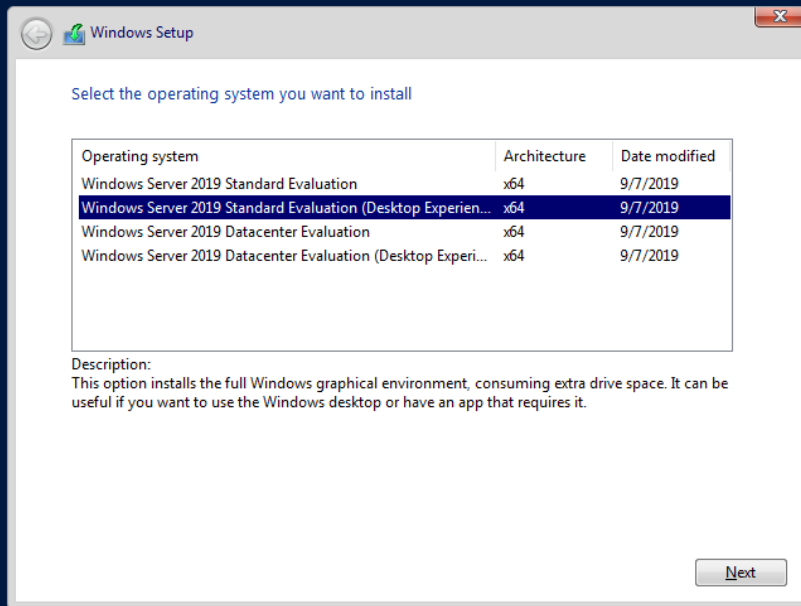 Windows Setup
Select the operating system you want to install
Operating system Architecture Date modified
Windows Server 2019 Standard Evaluation x64 9/7/2019
Windows Server 2019 Standard Evaluation (Desktop Experien... x64 9/7/2019
Windows Server 2019 Datacenter Evaluation x64 9/7/2019
Windows Server 2019 Datacenter Evaluation (Desktop Experi... x64 9/7/2019
Description:
This option installs the full Windows graphical environment, consuming extra drive space. It can be
useful if you want to use the Windows desktop or have an app that requires it.
Next